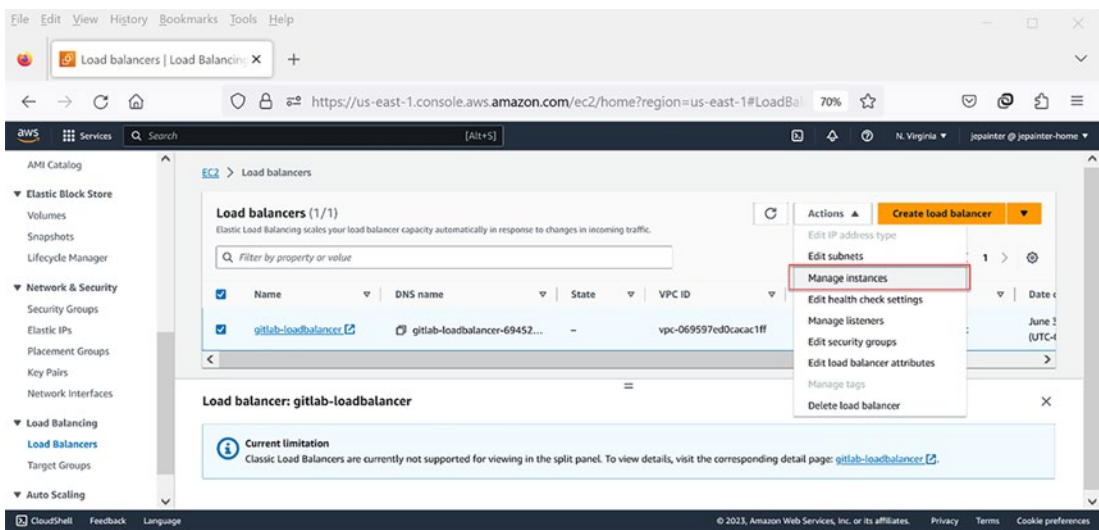 File Edit View History Bookmarks Tools Help
Load balancers | Load Balancing
https://us-east-1.console.aws.amazon.com/ec2/home?region=us-east-1#LoadBal 70%
aws Services Search [Alt+S] N. Virginia jepainter @ jepainter-home
AMI Catalog
Elastic Block Store
Volumes
Snapshots
Lifecycle Manager
Network & Security
Security Groups
Elastic IPs
Placement Groups
Key Pairs
Network Interfaces
Load Balancing
Load Balancers
Target Groups
Auto Scaling
EC2 > Load balancers
Load balancers (1/1)
Elastic Load Balancing scales your load balancer capacity automatically in response to changes in incoming traffic.
Actions Create load balancer
Filter by property or value
1
Edit IP address type
Edit subnets
Manage instances
Edit health check settings
Manage listeners
Edit security groups
Edit load balancer attributes
Manage tags
Delete load balancer
Name DNS name State VPC ID Date
gitlab-loadbalancer gitlab-loadbalancer-69452... – vpc-069597ed0cacac1ff June
(UTC-
Load balancer: gitlab-loadbalancer
Current limitation
Classic Load Balancers are currently not supported for viewing in the split panel. To view details, visit the corresponding detail page: gitlab-loadbalancer.
CloudShell Feedback Language © 2023, Amazon Web Services, Inc. or its affiliates. Privacy Terms Cookie preferences